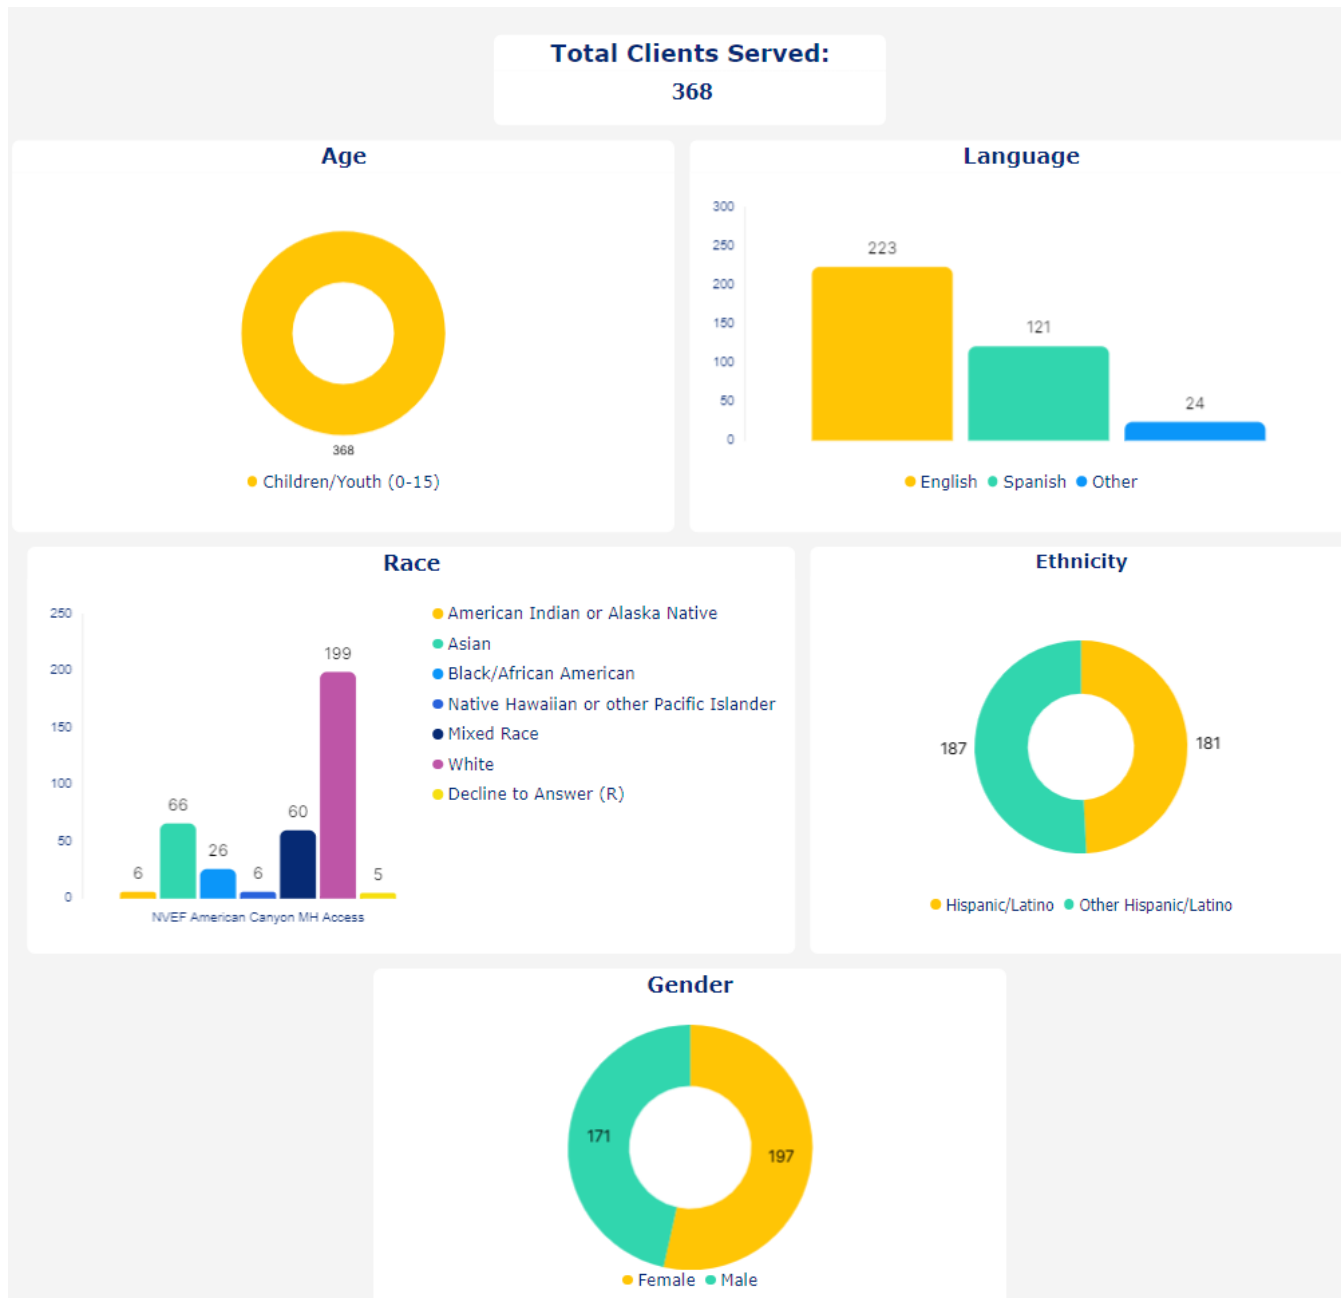 Total Clients Served:
368
Age
368
Children/Youth (0-15)
Language
300
250
200
150
100
50
0
223
121
24
English Spanish Other
Race
250
200
150
100
50
0
6
66
26
6
60
199
5
NVEF American Canyon MH Access
American Indian or Alaska Native
Asian
Black/African American
Native Hawaiian or other Pacific Islander
Mixed Race
White
Decline to Answer (R)
Ethnicity
187
181
Hispanic/Latino Other Hispanic/Latino
Gender
171
197
Female Male